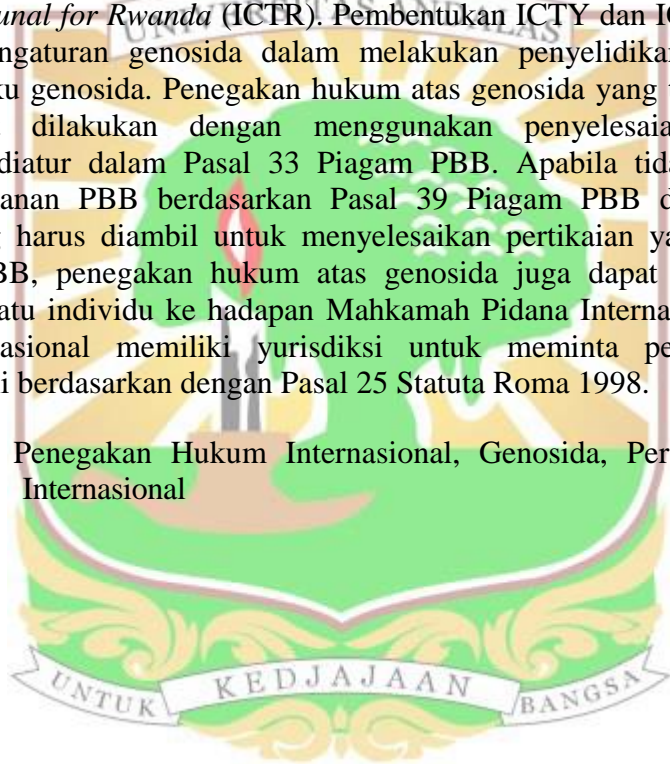 unal for Rwanda (ICTR). Pembentukan ICTY dan IC
UNIVERSITAS ANDALAS
ngaturan genosida dalam melakukan penyelidikan
ku genosida. Penegakan hukum atas genosida yang
dilakukan dengan menggunakan penyelesaia
diatur dalam Pasal 33 Piagam PBB. Apabila tida
anan PBB berdasarkan Pasal 39 Piagam PBB d
harus diambil untuk menyelesaikan pertikaian ya
BB, penegakan hukum atas genosida juga dapat
atu individu ke hadapan Mahkamah Pidana Interna
asional memiliki yurisdiksi untuk meminta pe
i berdasarkan dengan Pasal 25 Statuta Roma 1998.
Penegakan Hukum Internasional, Genosida, Per
Internasional
UNTUK KEDJAJAAN BANGSA